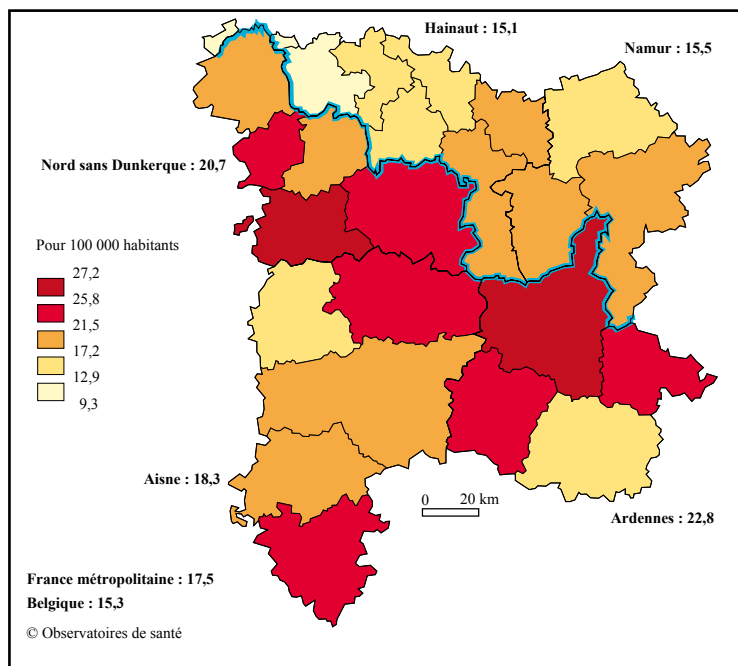 Hainaut : 15,1
Namur : 15,5
Nord sans Dunkerque : 20,7
Pour 100 000 habitants
27,2
25,8
21,5
17,2
12,9
9,3
Aisne : 18,3
0 20 km
Ardennes : 22,8
France métropolitaine : 17,5
Belgique : 15,3
© Observatoires de santé